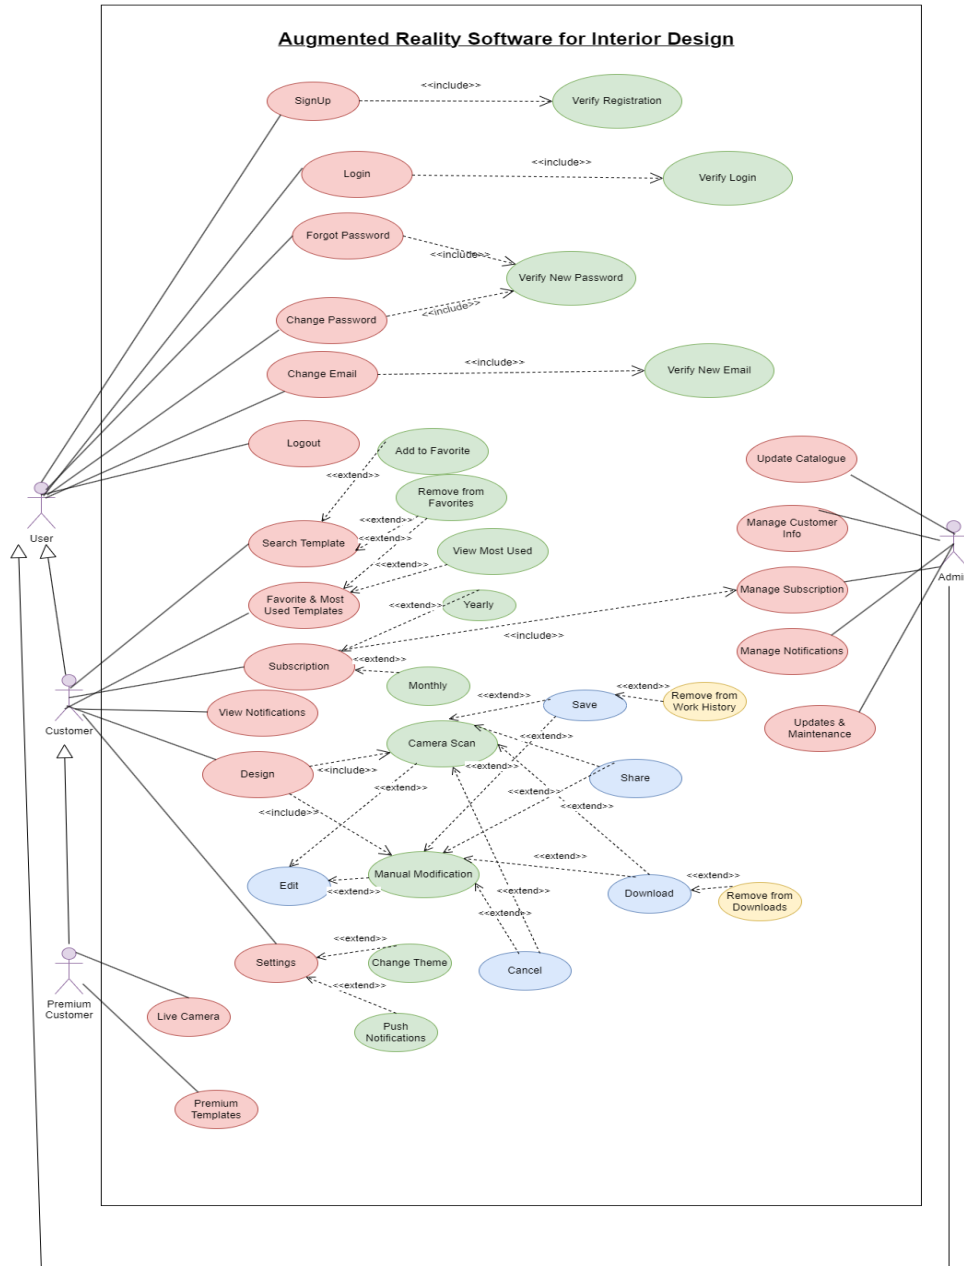 Augmented Reality Software for Interior Design
SignUp
<<include>>
Verify Registration
Login
<<include>>
Verify Login
Forgot Password
<<include>>
Verify New Password
Change Password
<<include>>
Change Email
<<include>>
Verify New Email
Logout
Add to Favorite
<<extend>>
Remove from
Favorites
Update Catalogue
User
Search Template
<<extend>>
<<extend>>
View Most Used
Manage Customer
Info
Admin
Favorite & Most
Used Templates
<<extend>>
<<extend>>
Yearly
Manage Subscription
<<include>>
Subscription
<<extend>>
Monthly
Manage Notifications
Customer
View Notifications
<<extend>>
Save
<<extend>>
Remove from
Work History
Updates &
Maintenance
Camera Scan
<<extend>>
<<extend>>
Design
<<include>>
<<extend>>
Share
<<include>>
<<extend>>
<<extend>>
Edit
<<extend>>
Manual Modification
<<extend>>
<<extend>>
Download
Remove from
Downloads
<<extend>>
Settings
<<extend>>
Change Theme
Cancel
<<extend>>
Push
Notifications
Premium
Customer
Live Camera
Premium
Templates